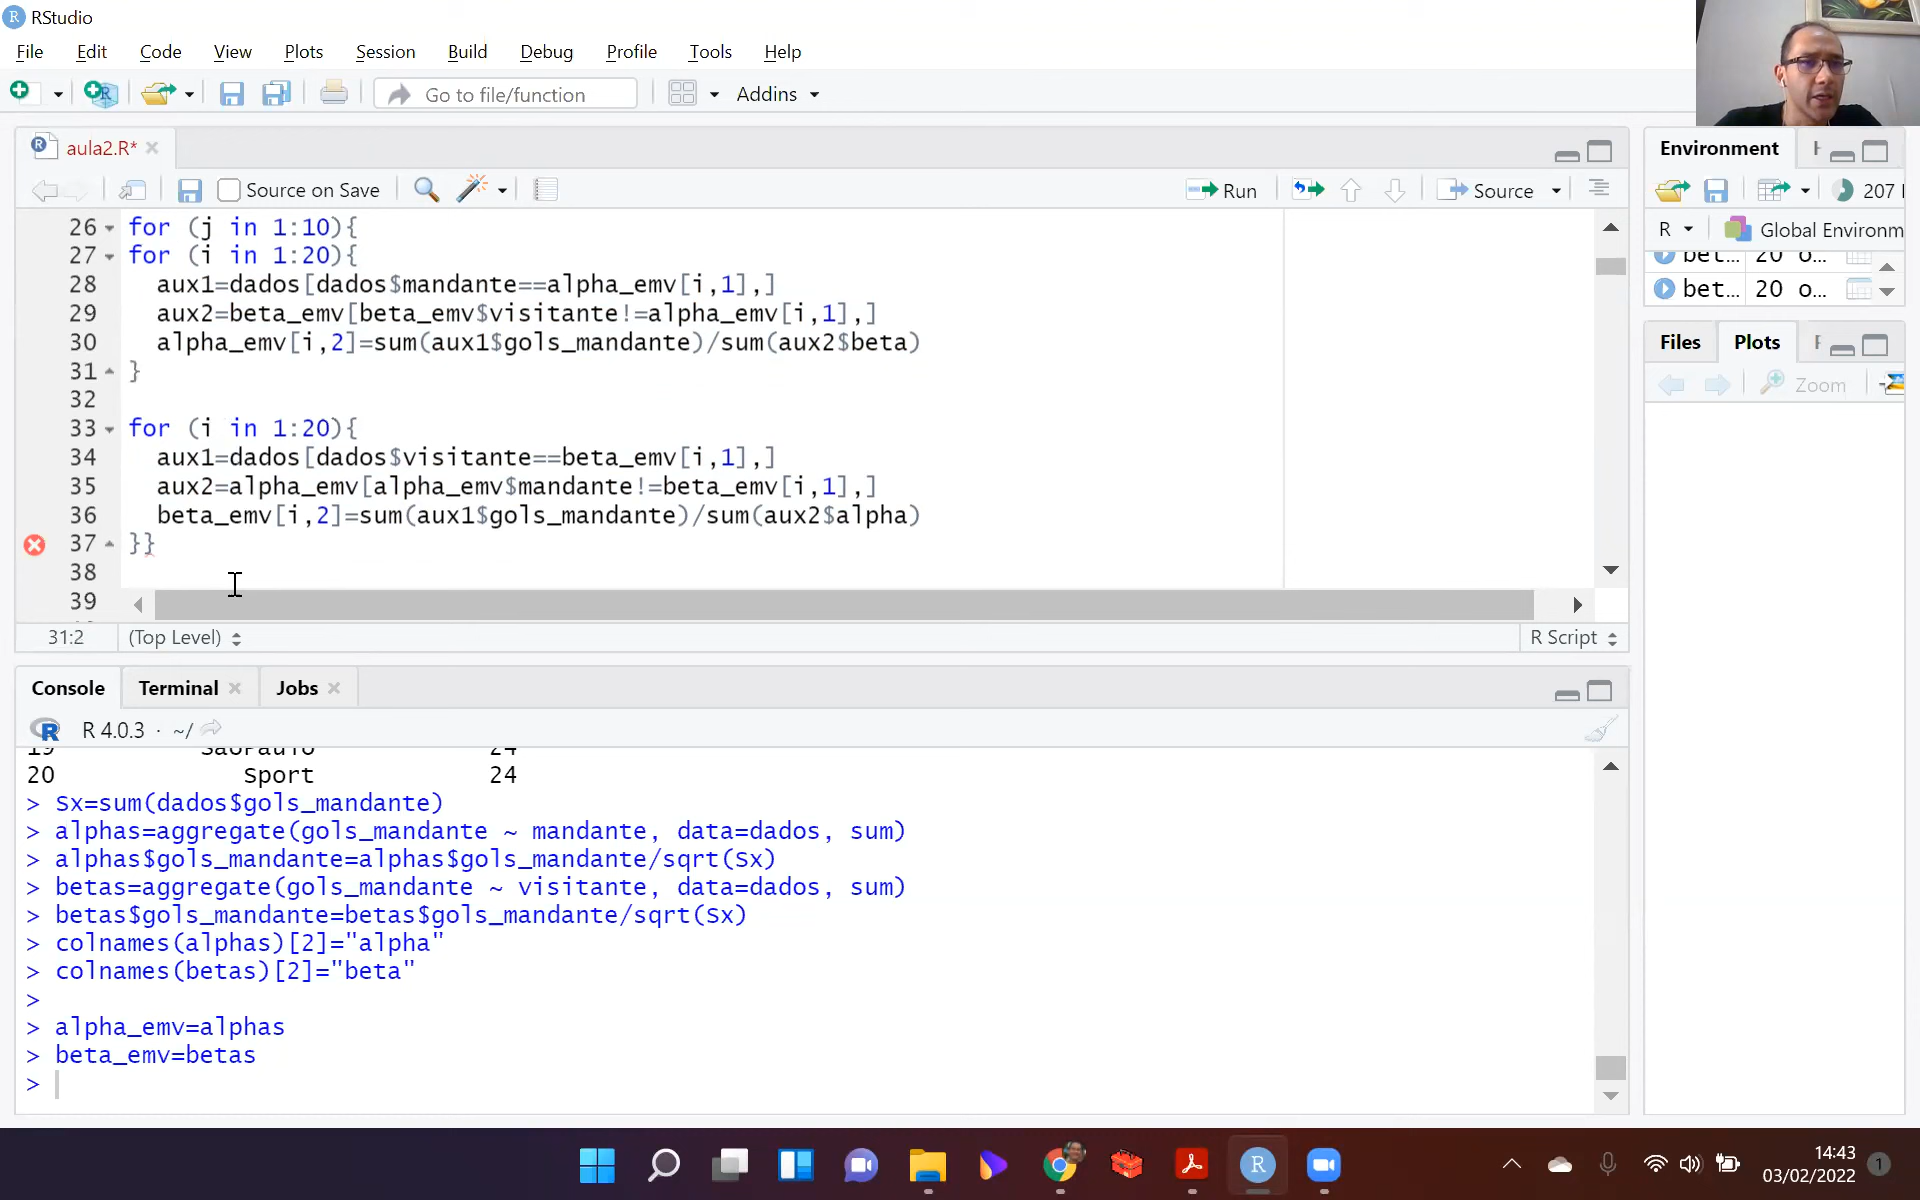 RStudio
File Edit Code View Plots Session Build Debug Profile Tools Help
Go to file/function
Addins
aula2.R*
Source on Save
Run
Source
26 for (j in 1:10){
27 for (i in 1:20){
28 aux1=dados[dados$mandante==alpha_emv[i,1],]
29 aux2=beta_emv[beta_emv$visitante!=alpha_emv[i,1],]
30 alpha_emv[i,2]=sum(aux1$gols_mandante)/sum(aux2$beta)
31 }
32
33 for (i in 1:20){
34 aux1=dados[dados$visitante==beta_emv[i,1],]
35 aux2=alpha_emv[alpha_emv$mandante!=beta_emv[i,1],]
36 beta_emv[i,2]=sum(aux1$gols_mandante)/sum(aux2$alpha)
37 }}
38
39
31:2 (Top Level) R Script
Console Terminal Jobs
R 4.0.3 · ~/
19 SaoPaulo 24
20 Sport 24
> Sx=sum(dados$gols_mandante)
> alphas=aggregate(gols_mandante ~ mandante, data=dados, sum)
> alphas$gols_mandante=alphas$gols_mandante/sqrt(Sx)
> betas=aggregate(gols_mandante ~ visitante, data=dados, sum)
> betas$gols_mandante=betas$gols_mandante/sqrt(Sx)
> colnames(alphas)[2]="alpha"
> colnames(betas)[2]="beta"
>
> alpha_emv=alphas
> beta_emv=betas
>
Environment
207
R Global Environm
bet... 20 o...
bet... 20 o...
Files Plots
Zoom
14:43
03/02/2022
1